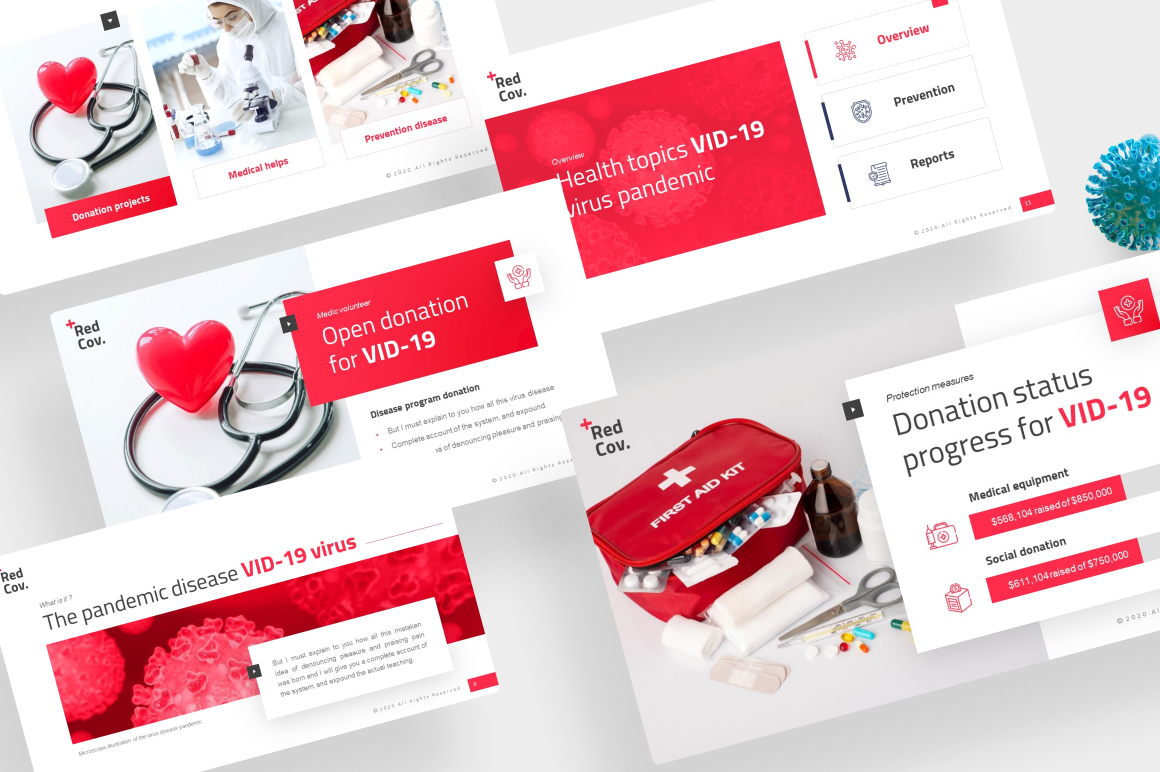 Donation projects
Medical helps
Prevention disease
© 2020. All Rights Reserved
Red
Cov.
Overview
Health topics VID-19
virus pandemic
Overview
Prevention
Reports
© 2020. All Rights Reserved
12
Red
Cov.
Medic volunteer
Open donation
for VID-19
Disease program donation
But I must explain to you how all this virus disease
Complete account of the system, and expound.
of denouncing pleasure and praising
© 2020. All Rights
Red
Cov.
What is it ?
The pandemic disease VID-19 virus
But I must explain to you how all this mistaken
idea of denouncing pleasure and praising pain
was born and I will give you a complete account of
the system, and expound the actual teaching.
Microscope illustration of the virus disease pandemic.
© 2020. All Rights Reserved
Red
Cov.
FIRST AID KIT
Protection measures
Donation status
progress for VID-19
Medical equipment
$568,104 raised of $850,000
Social donation
$611,104 raised of $750,000
© 2020.